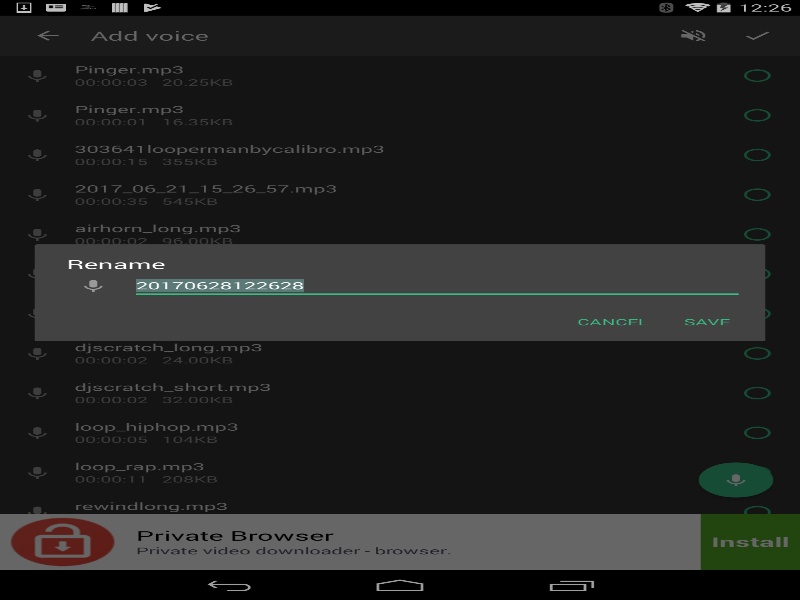 12:26
Add voice
Pinger.mp3
00:00:03 20.25KB
Pinger.mp3
00:00:01 16.35KB
303641loopermanbycalibro.mp3
00:00:15 355KB
2017_06_21_15_26_57.mp3
00:00:35 545KB
airhorn_long.mp3
00:00:02 96.00KB
Rename
20170628122628
CANCEL SAVE
djscratch_long.mp3
00:00:02 24.00KB
djscratch_short.mp3
00:00:02 32.00KB
loop_hiphop.mp3
00:00:05 104KB
loop_rap.mp3
00:00:11 208KB
rewindlong.mp3
Private Browser
Private video downloader - browser.
Install